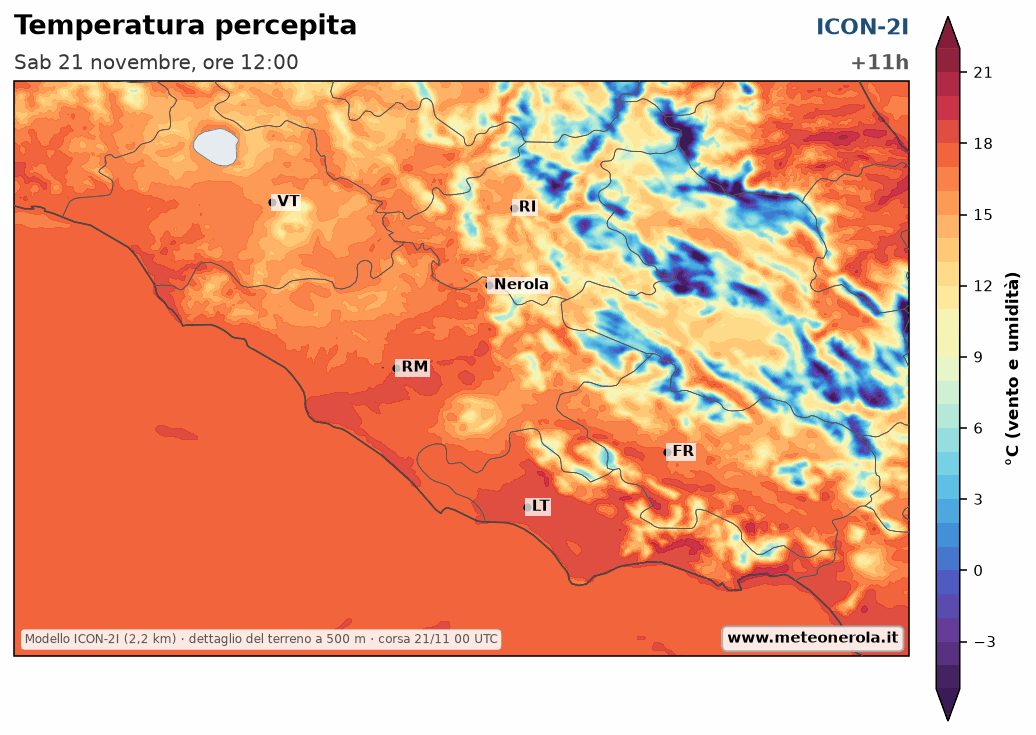 Temperatura percepita
ICON-2I
Sab 21 novembre, ore 12:00
+11h
VT
RI
Nerola
RM
FR
LT
21
18
15
12
9
6
3
0
−3
°C (vento e umidità)
Modello ICON-2I (2,2 km) · dettaglio del terreno a 500 m · corsa 21/11 00 UTC
www.meteonerola.it